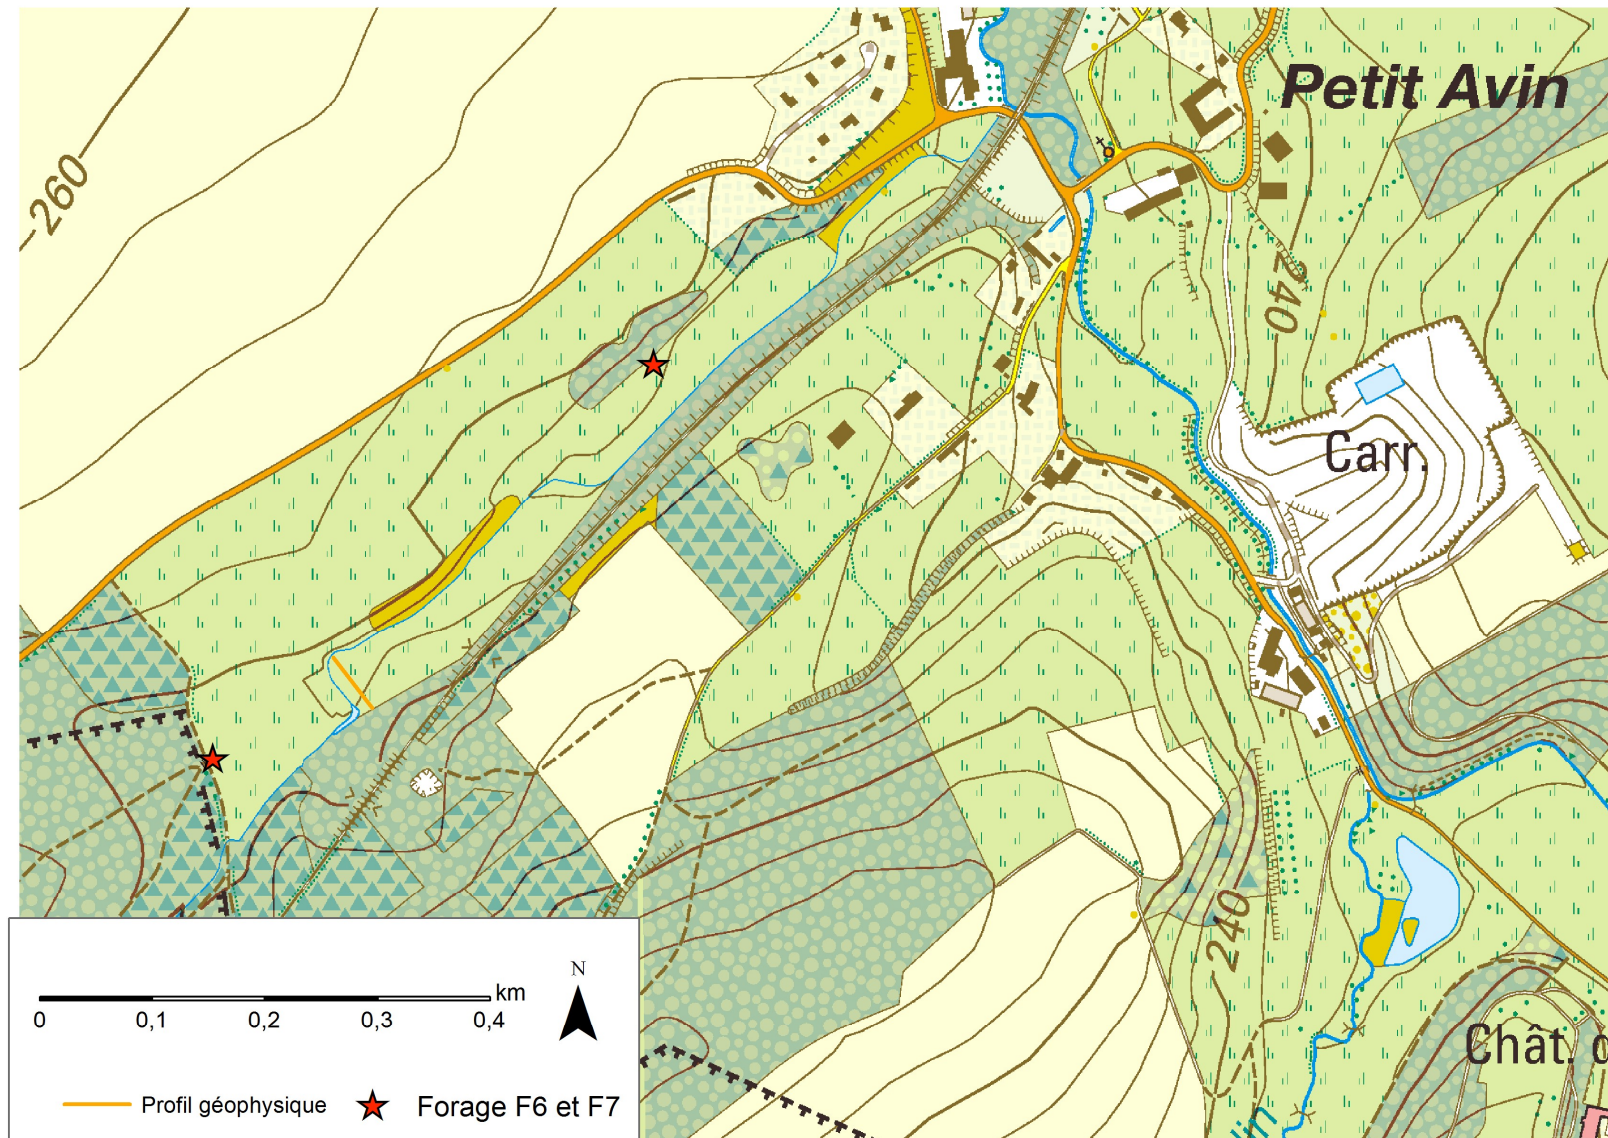 Petit Avin
260
240
Carr.
240
Chât. d
N
km
0 0,1 0,2 0,3 0,4
Profil géophysique
Forage F6 et F7